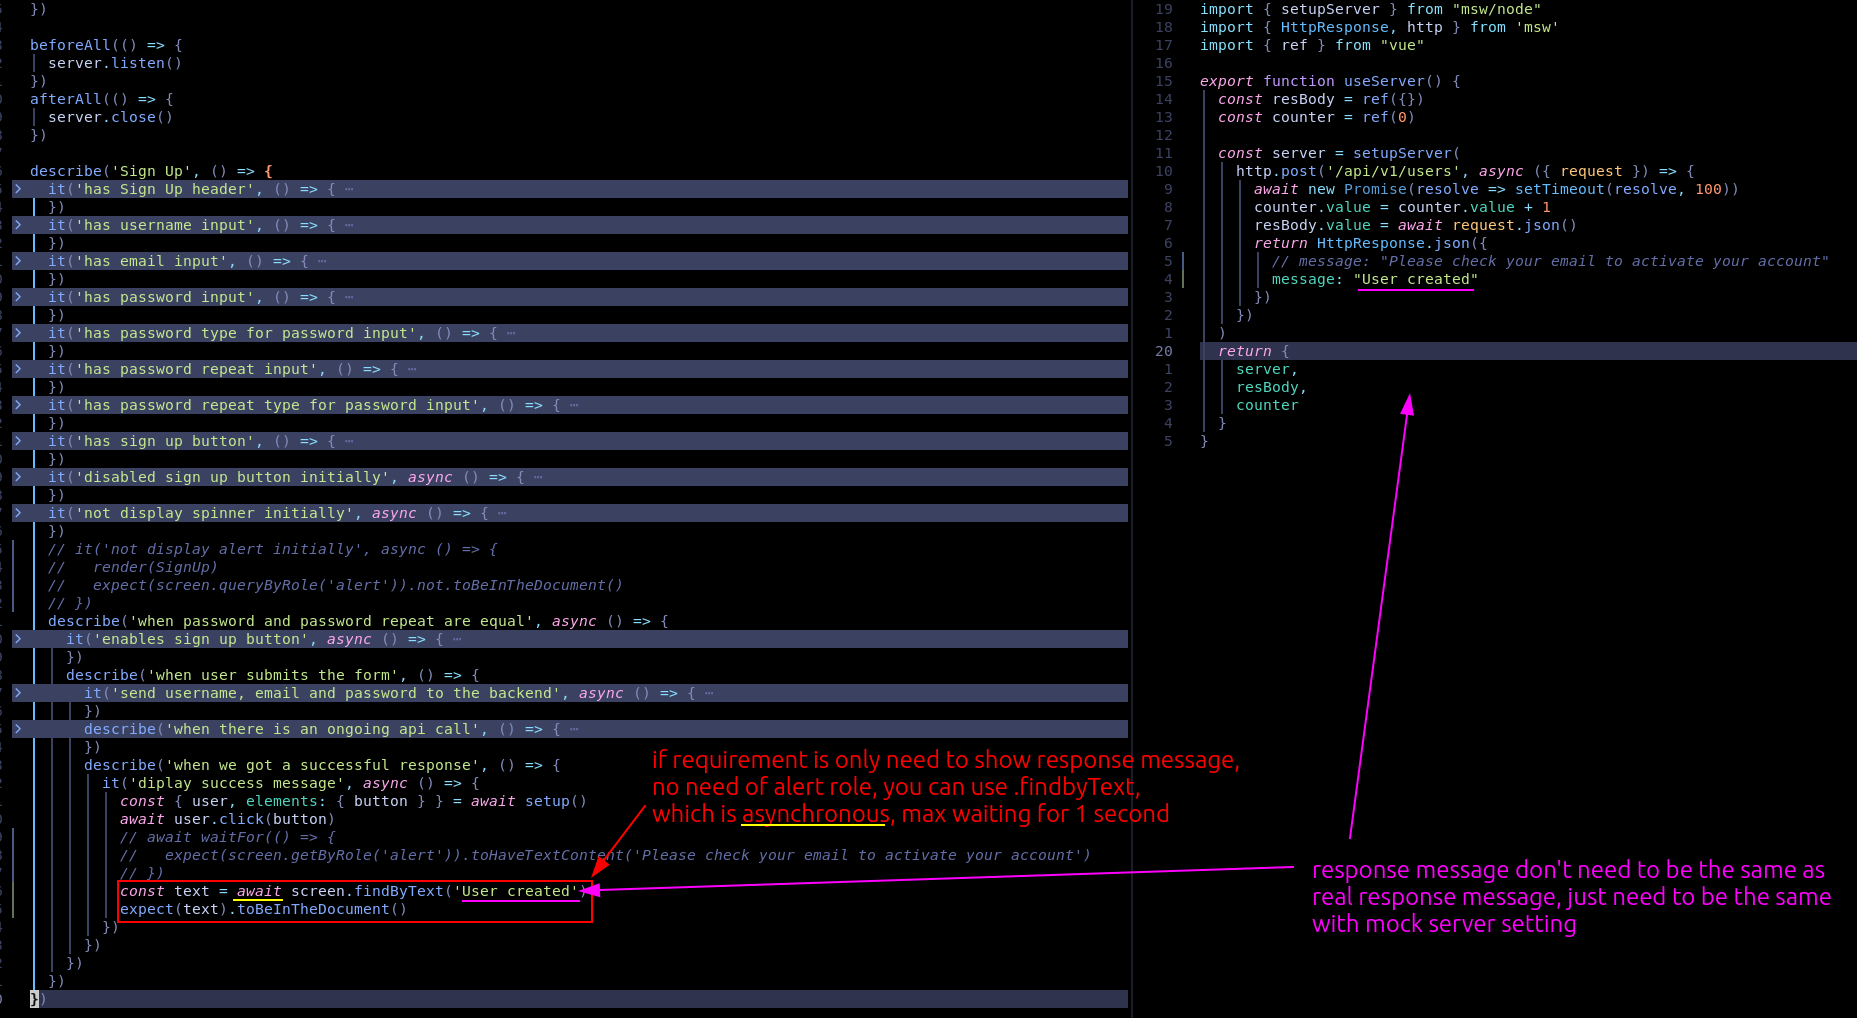 })
beforeAll(() => {
server.listen()
})
afterAll(() => {
server.close()
})
describe('Sign Up', () => {
> it('has Sign Up header', () => { ⋯
})
> it('has username input', () => { ⋯
})
> it('has email input', () => { ⋯
})
> it('has password input', () => { ⋯
})
> it('has password type for password input', () => { ⋯
})
> it('has password repeat input', () => { ⋯
})
> it('has password repeat type for password input', () => { ⋯
})
> it('has sign up button', () => { ⋯
})
> it('disabled sign up button initially', async () => { ⋯
})
> it('not display spinner initially', async () => { ⋯
})
// it('not display alert initially', async () => {
//   render(SignUp)
//   expect(screen.queryByRole('alert')).not.toBeInTheDocument()
// })
describe('when password and password repeat are equal', async () => {
> it('enables sign up button', async () => { ⋯
})
describe('when user submits the form', () => {
> it('send username, email and password to the backend', async () => { ⋯
})
> describe('when there is an ongoing api call', () => { ⋯
})
describe('when we got a successful response', () => {
it('diplay success message', async () => {
const { user, elements: { button } } = await setup()
await user.click(button)
// await waitFor(() => {
//   expect(screen.getByRole('alert')).toHaveTextContent('Please check your email to activate your account')
// })
const text = await screen.findByText('User created')
expect(text).toBeInTheDocument()
})
})
})
})
})
if requirement is only need to show response message,
no need of alert role, you can use .findbyText,
which is asynchronous, max waiting for 1 second
19 import { setupServer } from "msw/node"
18 import { HttpResponse, http } from 'msw'
17 import { ref } from "vue"
16
15 export function useServer() {
14 const resBody = ref({})
13 const counter = ref(0)
12
11 const server = setupServer(
10 http.post('/api/v1/users', async ({ request }) => {
9 await new Promise(resolve => setTimeout(resolve, 100))
8 counter.value = counter.value + 1
7 resBody.value = await request.json()
6 return HttpResponse.json({
5 // message: "Please check your email to activate your account"
4 message: "User created"
3 })
2 })
1 )
20 return {
1 server,
2 resBody,
3 counter
4 }
5 }
response message don't need to be the same as
real response message, just need to be the same
with mock server setting